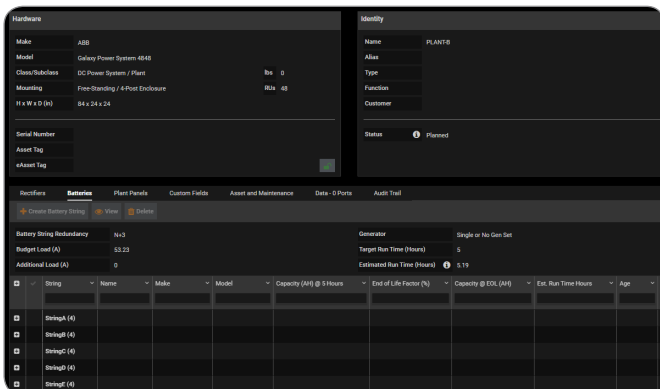 Hardware
Make ABB
Model Galaxy Power System 4848
Class/Subclass DC Power System / Plant lbs 0
Mounting Free-Standing / 4-Post Enclosure RUs 48
H x W x D (in) 84 x 24 x 24
Serial Number
Asset Tag
eAsset Tag
Identity
Name PLANT-B
Alias
Type
Function
Customer
Status Planned
Rectifiers Batteries Plant Panels Custom Fields Asset and Maintenance Data - 0 Ports Audit Trail
Create Battery String View Delete
Battery String Redundancy N+3 Generator Single or No Gen Set
Budget Load (A) 53.23 Target Run Time (Hours) 5
Additional Load (A) 0 Estimated Run Time (Hours) 5.19
String Name Make Model Capacity (AH) @ 5 Hours End of Life Factor (%) Capacity @ EOL (AH) Est. Run Time Hours Age
StringA (4)
StringB (4)
StringC (4)
StringD (4)
StringE (4)